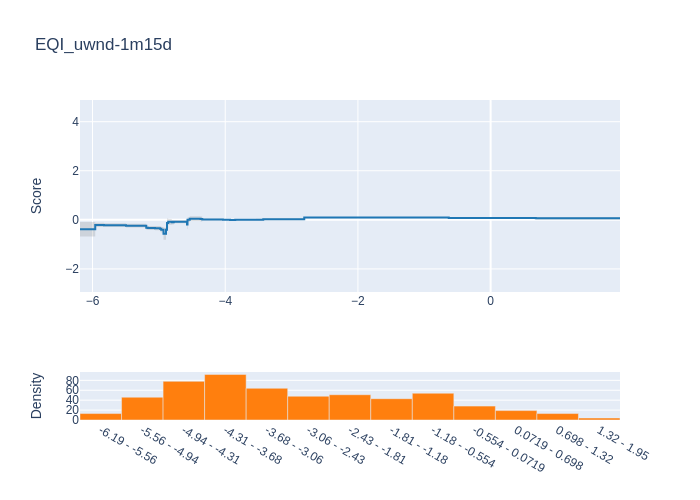 EQI_uwnd-1m15d
Score
4
2
0
−2
−6
−4
−2
0
Density
80
60
40
20
0
-6.19 - -5.56
-5.56 - -4.94
-4.94 - -4.31
-4.31 - -3.68
-3.68 - -3.06
-3.06 - -2.43
-2.43 - -1.81
-1.81 - -1.18
-1.18 - -0.554
-0.554 - 0.0719
0.0719 - 0.698
0.698 - 1.32
1.32 - 1.95